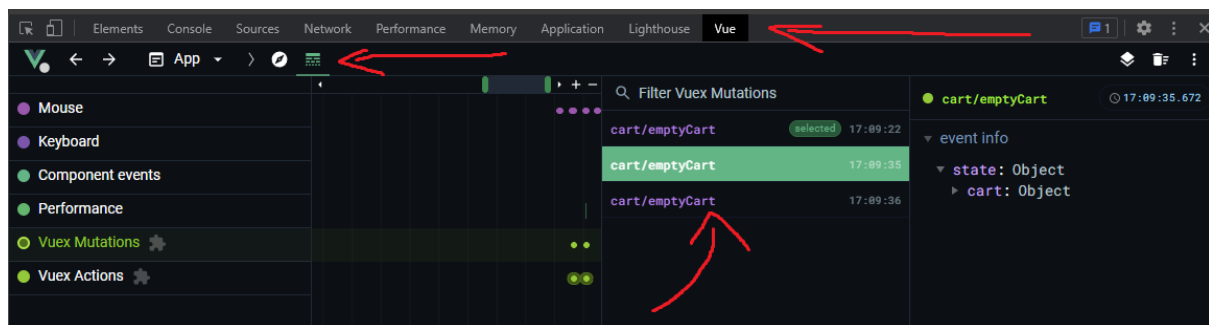 Elements Console Sources Network Performance Memory Application Lighthouse Vue 1
App
Mouse
Keyboard
Component events
Performance
Vuex Mutations
Vuex Actions
Filter Vuex Mutations
cart/emptyCart selected 17:09:22
cart/emptyCart 17:09:35
cart/emptyCart 17:09:36
cart/emptyCart 17:09:35.672
event info
state: Object
cart: Object